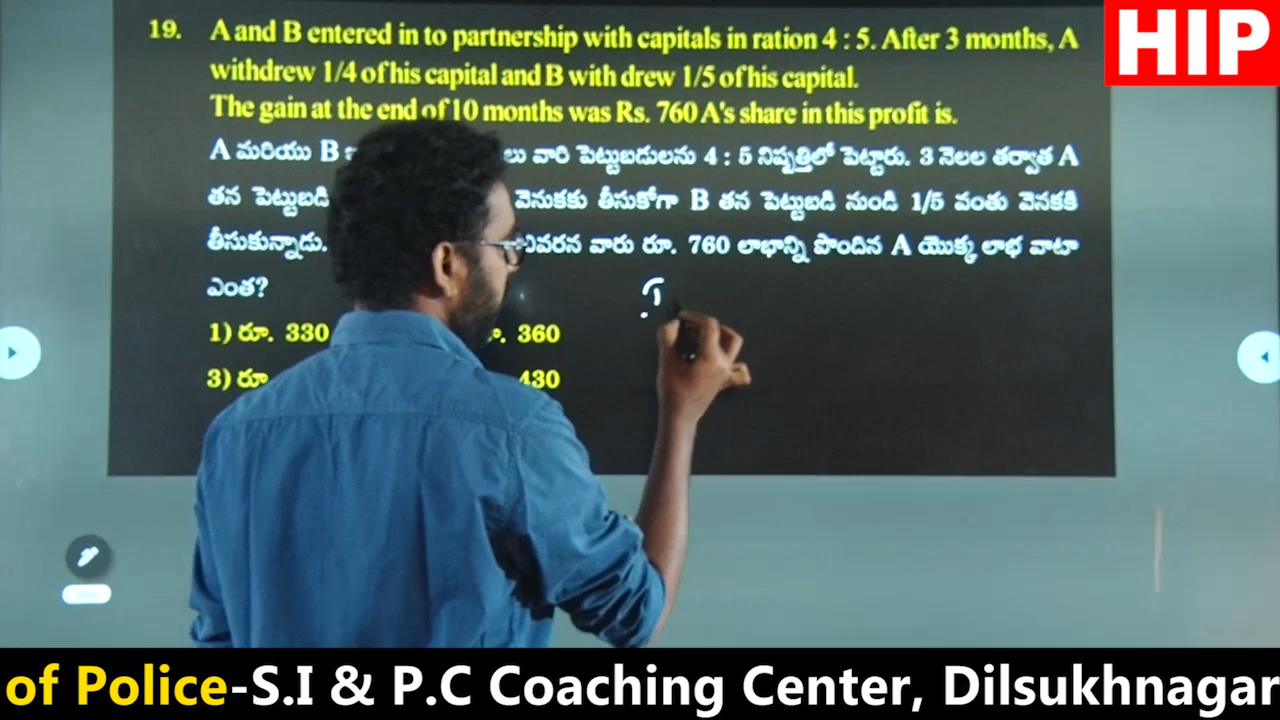 HIP
19. A and B entered in to partnership with capitals in ration 4 : 5. After 3 months, A
withdrew 1/4 of his capital and B with drew 1/5 of his capital.
The gain at the end of 10 months was Rs. 760 A's share in this profit is.
A మరియు B లు వారి పెట్టుబడులను 4 : 5 నిష్పత్తిలో పెట్టారు. 3 నెలల తర్వాత A
తన పెట్టుబడి వెనుకకు తీసుకోగా B తన పెట్టుబడి నుండి 1/5 వంతు వెనకకి
తీసుకున్నాడు. వారు రూ. 760 లాభాన్ని పొందిన A యొక్క లాభ వాటా
ఎంత?
1) రూ. 330 360
3) రూ 430
of Police-S.I & P.C Coaching Center, Dilsukhnagar